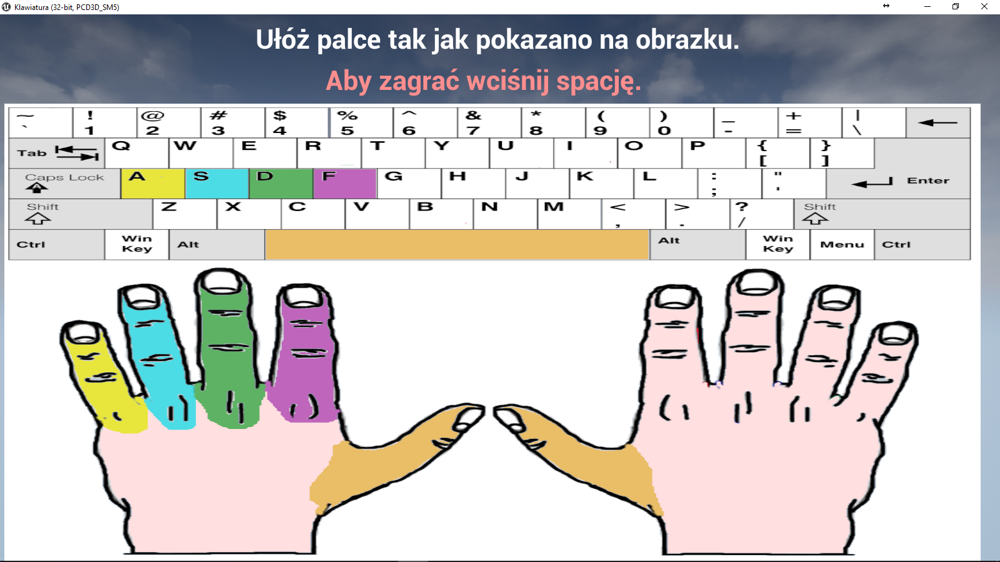 Klawiatura (32-bit, PCD3D_SM5)
Ułóż palce tak jak pokazano na obrazku.
Aby zagrać wciśnij spację.
~ ! @ # $ % ^ & * ( ) _ + |
` 1 2 3 4 5 6 7 8 9 0 - = \
Tab Q W E R T Y U I O P { }
[ ]
Caps Lock A S D F G H J K L : "
; ' Enter
A
Shift Z X C V B N M < > ? Shift
, . /
Ctrl Win Key Alt Alt Win Key Menu Ctrl